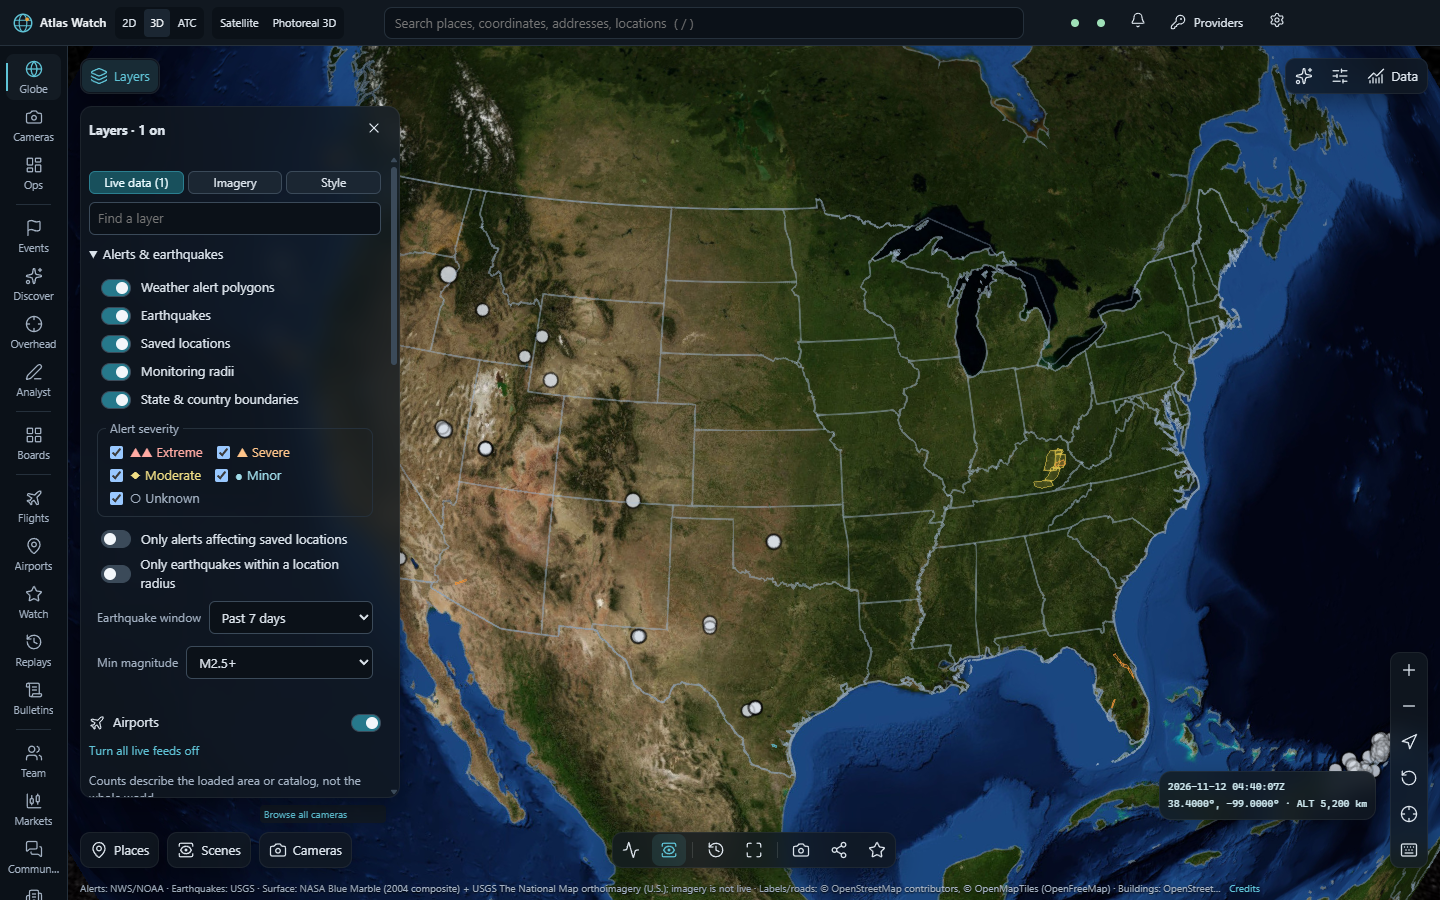 Atlas Watch
2D
3D
ATC
Satellite
Photoreal 3D
Search places, coordinates, addresses, locations ( / )
Providers
Globe
Cameras
Ops
Events
Discover
Overhead
Analyst
Boards
Flights
Airports
Watch
Replays
Bulletins
Team
Markets
Commun...
Layers
Data
Layers · 1 on
Live data (1)
Imagery
Style
Find a layer
Alerts & earthquakes
Weather alert polygons
Earthquakes
Saved locations
Monitoring radii
State & country boundaries
Alert severity
Extreme
Severe
Moderate
Minor
Unknown
Only alerts affecting saved locations
Only earthquakes within a location
radius
Earthquake window
Past 7 days
Min magnitude
M2.5+
Airports
Turn all live feeds off
Counts describe the loaded area or catalog, not the
whole world
Browse all cameras
Places
Scenes
Cameras
2026-11-12 04:40:07Z
38.4000°, −99.0000° · ALT 5,200 km
Alerts: NWS/NOAA · Earthquakes: USGS · Surface: NASA Blue Marble (2004 composite) + USGS The National Map orthoimagery (U.S.); imagery is not live · Labels/roads: © OpenStreetMap contributors, © OpenMapTiles (OpenFreeMap) · Buildings: OpenStreet...
Credits